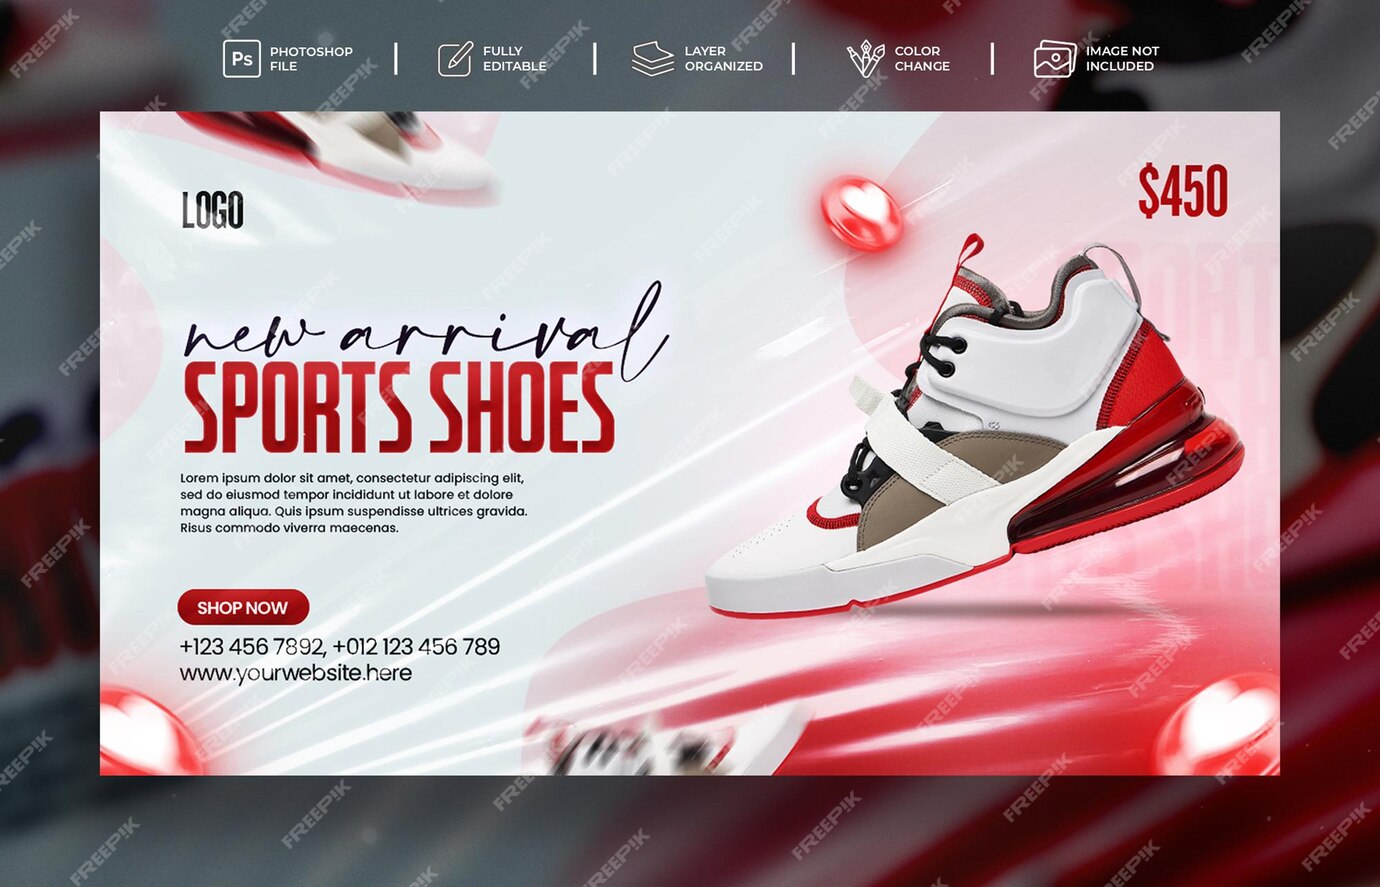 Ps
PHOTOSHOP
FILE
FULLY
EDITABLE
LAYER
ORGANIZED
COLOR
CHANGE
IMAGE NOT
INCLUDED
LOGO
$450
new arrival
SPORTS SHOES
Lorem ipsum dolor sit amet, consectetur adipiscing elit,
sed do eiusmod tempor incididunt ut labore et dolore
magna aliqua. Quis ipsum suspendisse ultrices gravida.
Risus commodo viverra maecenas.
SHOP NOW
+123 456 7892, +012 123 456 789
www.yourwebsite.here
FREEPIK